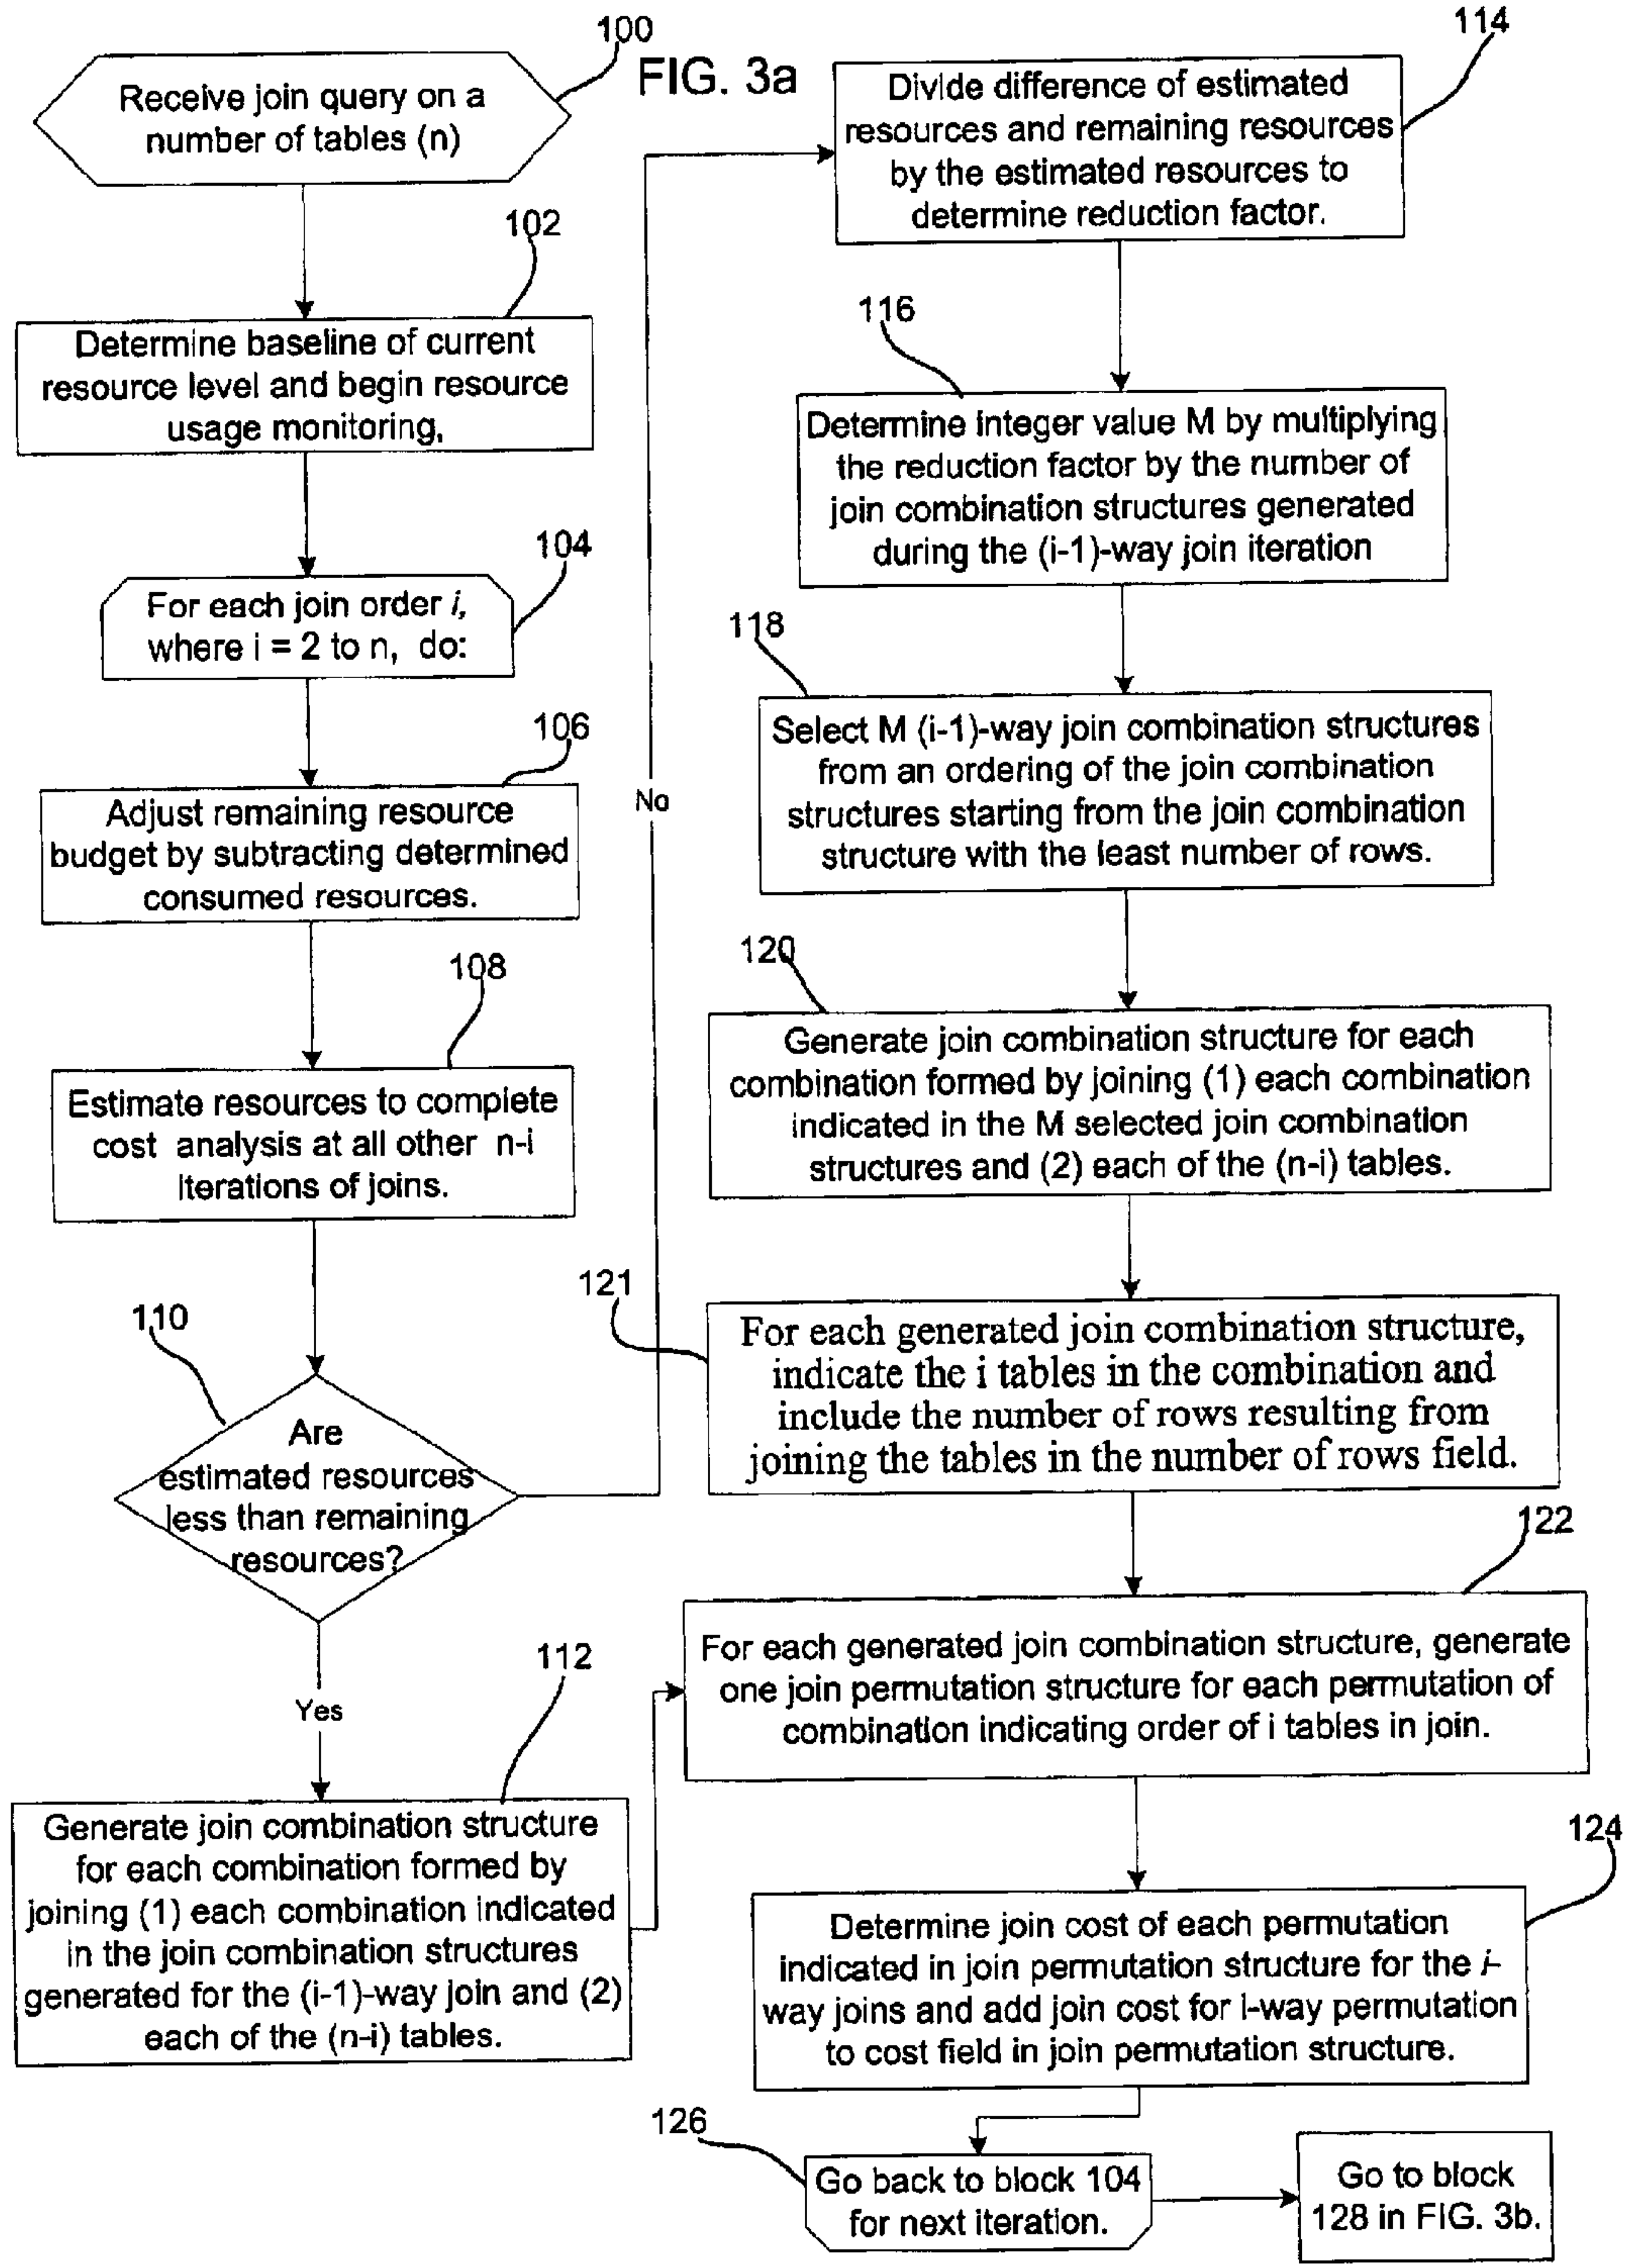 100
FIG. 3a
Receive join query on a
number of tables (n)
102
Determine baseline of current
resource level and begin resource
usage monitoring.
104
For each join order i,
where i = 2 to n, do:
106
Adjust remaining resource
budget by subtracting determined
consumed resources.
108
Estimate resources to complete
cost analysis at all other n-i
iterations of joins.
110
Are
estimated resources
less than remaining
resources?
No
Yes
112
Generate join combination structure
for each combination formed by
joining (1) each combination indicated
in the join combination structures
generated for the (i-1)-way join and (2)
each of the (n-i) tables.
114
Divide difference of estimated
resources and remaining resources
by the estimated resources to
determine reduction factor.
116
Determine integer value M by multiplying
the reduction factor by the number of
join combination structures generated
during the (i-1)-way join iteration
118
Select M (i-1)-way join combination structures
from an ordering of the join combination
structures starting from the join combination
structure with the least number of rows.
120
Generate join combination structure for each
combination formed by joining (1) each combination
indicated in the M selected join combination
structures and (2) each of the (n-i) tables.
121
For each generated join combination structure,
indicate the i tables in the combination and
include the number of rows resulting from
joining the tables in the number of rows field.
122
For each generated join combination structure, generate
one join permutation structure for each permutation of
combination indicating order of i tables in join.
124
Determine join cost of each permutation
indicated in join permutation structure for the i-
way joins and add join cost for i-way permutation
to cost field in join permutation structure.
126
Go back to block 104
for next iteration.
Go to block
128 in FIG. 3b.